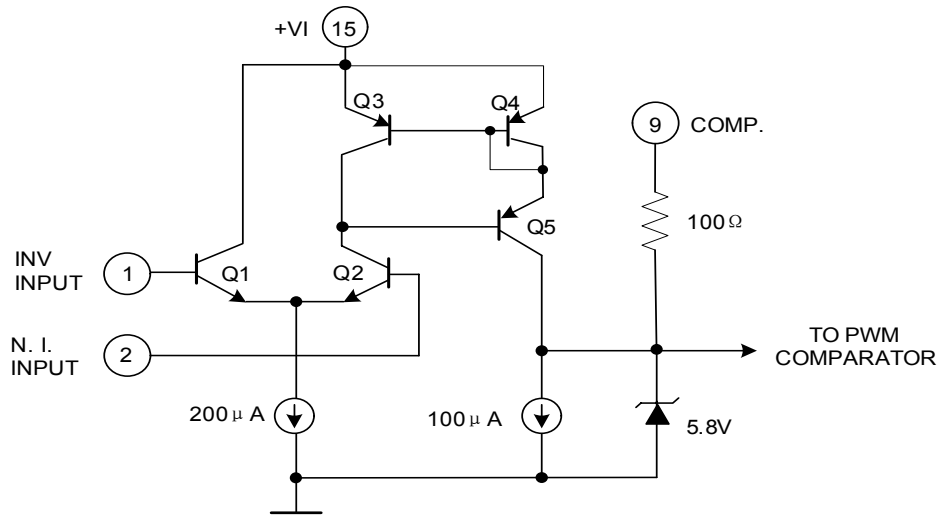 +VI 15
Q3
Q4
9 COMP.
100Ω
Q5
INV
INPUT
1
Q1
Q2
N. I.
INPUT
2
TO PWM
COMPARATOR
200μA
100μA
5.8V